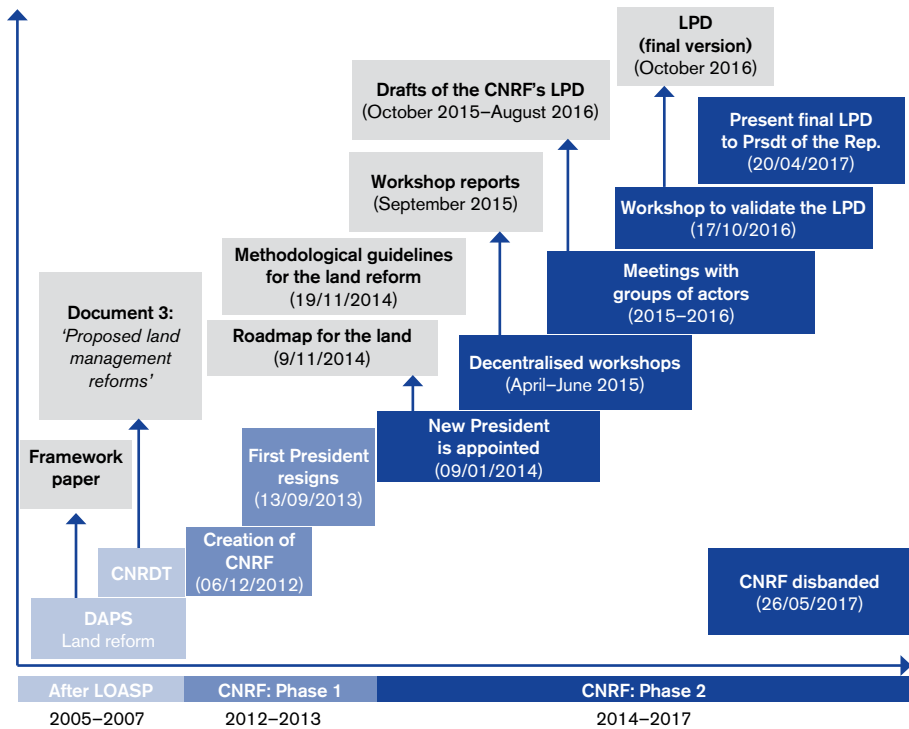 LPD
(final version)
(October 2016)
Drafts of the CNRF’s LPD
(October 2015–August 2016)
Present final LPD
to Prsdt of the Rep.
(20/04/2017)
Workshop reports
(September 2015)
Workshop to validate the LPD
(17/10/2016)
Methodological guidelines
for the land reform
(19/11/2014)
Meetings with
groups of actors
(2015–2016)
Document 3:
‘Proposed land
management
reforms’
Roadmap for the land
(9/11/2014)
Decentralised workshops
(April–June 2015)
New President
is appointed
(09/01/2014)
Framework
paper
First President
resigns
(13/09/2013)
Creation of
CNRF
(06/12/2012)
CNRDT
CNRF disbanded
(26/05/2017)
DAPS
Land reform
After LOASP
CNRF: Phase 1
CNRF: Phase 2
2005–2007
2012–2013
2014–2017